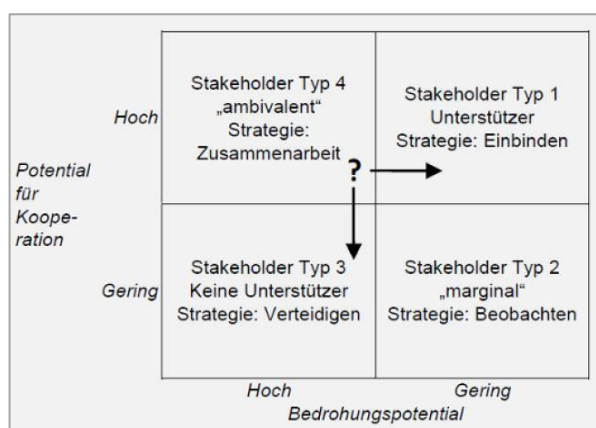 Stakeholder Typ 4
„ambivalent“
Strategie:
Zusammenarbeit
Stakeholder Typ 1
Unterstützer
Strategie: Einbinden
Hoch
Potential
für
Koope-
ration
?
Stakeholder Typ 3
Keine Unterstützer
Strategie: Verteidigen
Stakeholder Typ 2
„marginal“
Strategie: Beobachten
Gering
Hoch
Gering
Bedrohungspotential